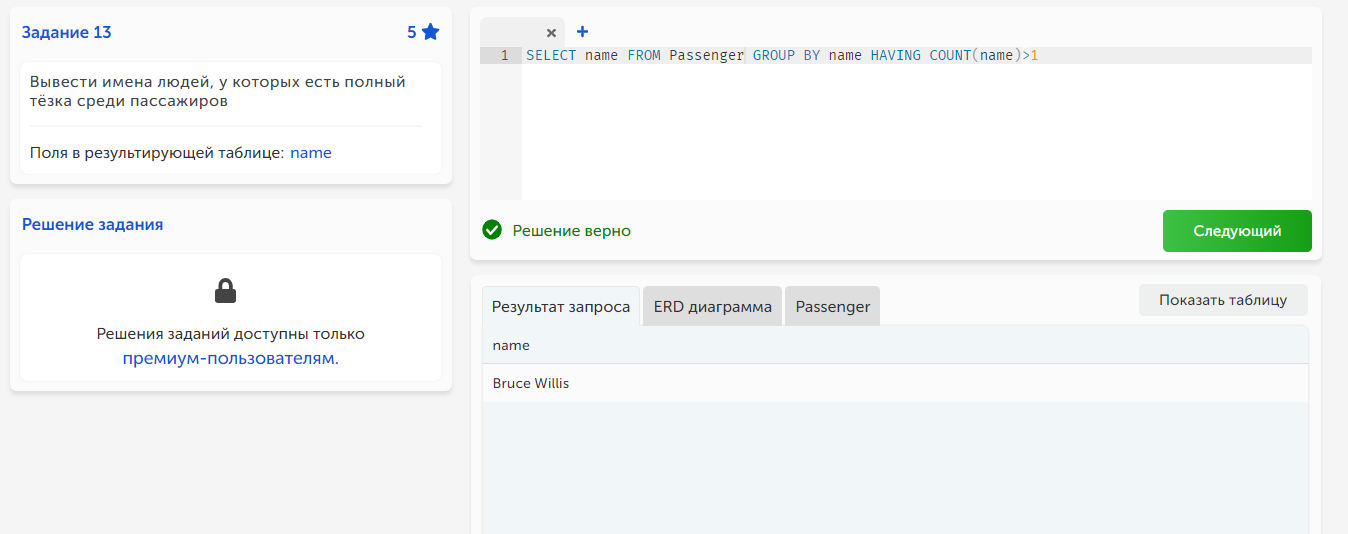 Задание 13
5
Вывести имена людей, у которых есть полный
тёзка среди пассажиров
Поля в результирующей таблице: name
Решение задания
Решения заданий доступны только
премиум-пользователям.
1 SELECT name FROM Passenger GROUP BY name HAVING COUNT(name)>1
Решение верно
Следующий
Результат запроса
ERD диаграмма
Passenger
Показать таблицу
name
Bruce Willis